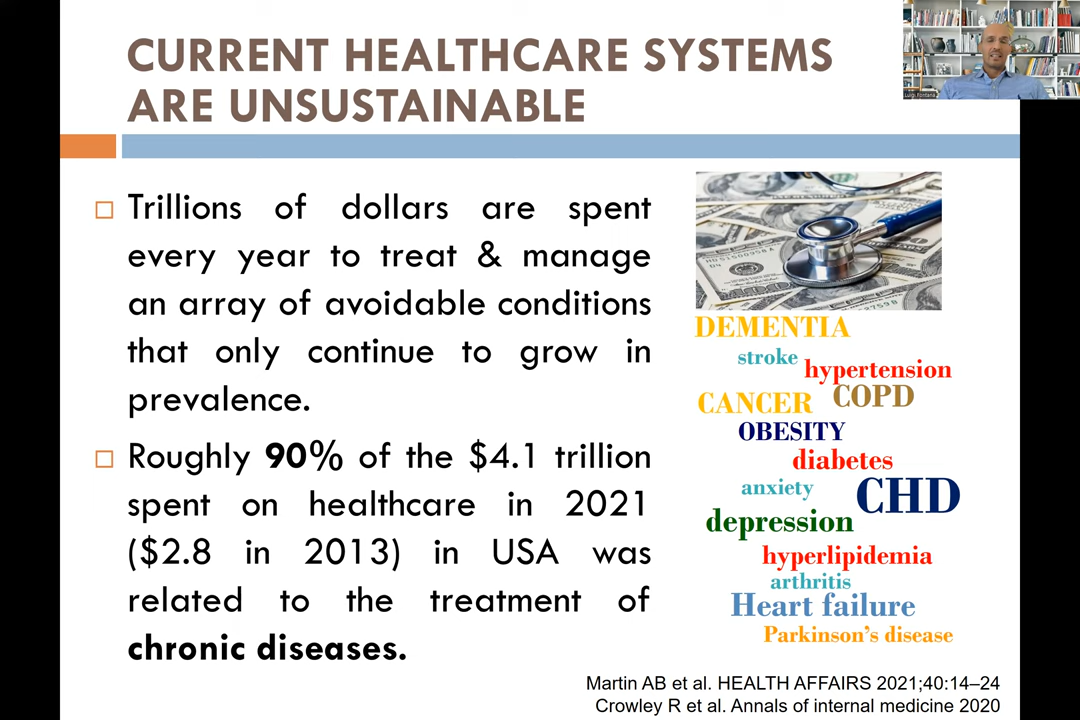 CURRENT HEALTHCARE SYSTEMS
ARE UNSUSTAINABLE
Luigi Fontana
Trillions of dollars are spent
every year to treat & manage
an array of avoidable conditions
that only continue to grow in
prevalence.
Roughly 90% of the $4.1 trillion
spent on healthcare in 2021
($2.8 in 2013) in USA was
related to the treatment of
chronic diseases.
DEMENTIA
stroke
hypertension
CANCER
COPD
OBESITY
diabetes
anxiety
CHD
depression
hyperlipidemia
arthritis
Heart failure
Parkinson's disease
Martin AB et al. HEALTH AFFAIRS 2021;40:14–24
Crowley R et al. Annals of internal medicine 2020